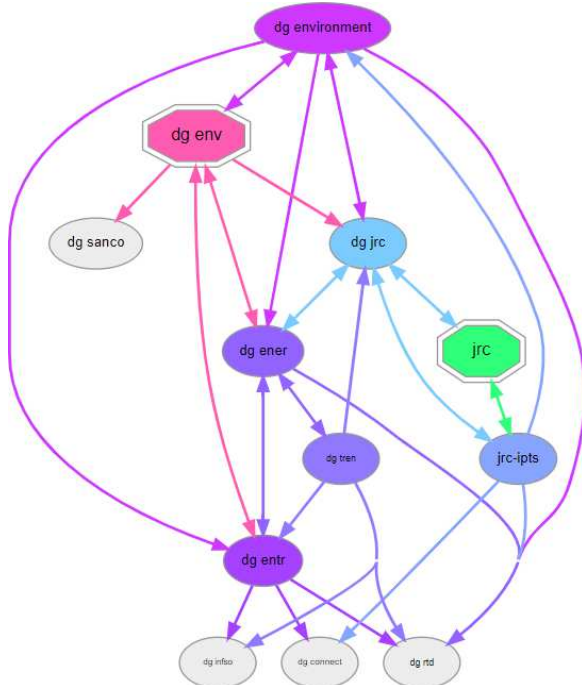 dg environment
dg env
dg sanco
dg jrc
dg ener
jrc
dg tren
jrc-ipts
dg entr
dg infso
dg connect
dg rtd